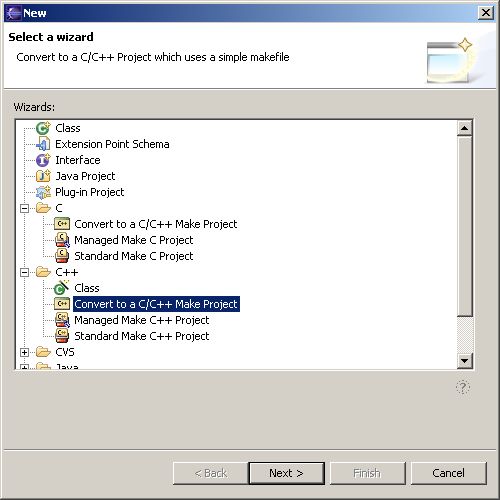 New
Select a wizard
Convert to a C/C++ Project which uses a simple makefile
Wizards:
Class
Extension Point Schema
Interface
Java Project
Plug-in Project
C
Convert to a C/C++ Make Project
Managed Make C Project
Standard Make C Project
C++
Class
Convert to a C/C++ Make Project
Managed Make C++ Project
Standard Make C++ Project
CVS
Java
< Back Next > Finish Cancel